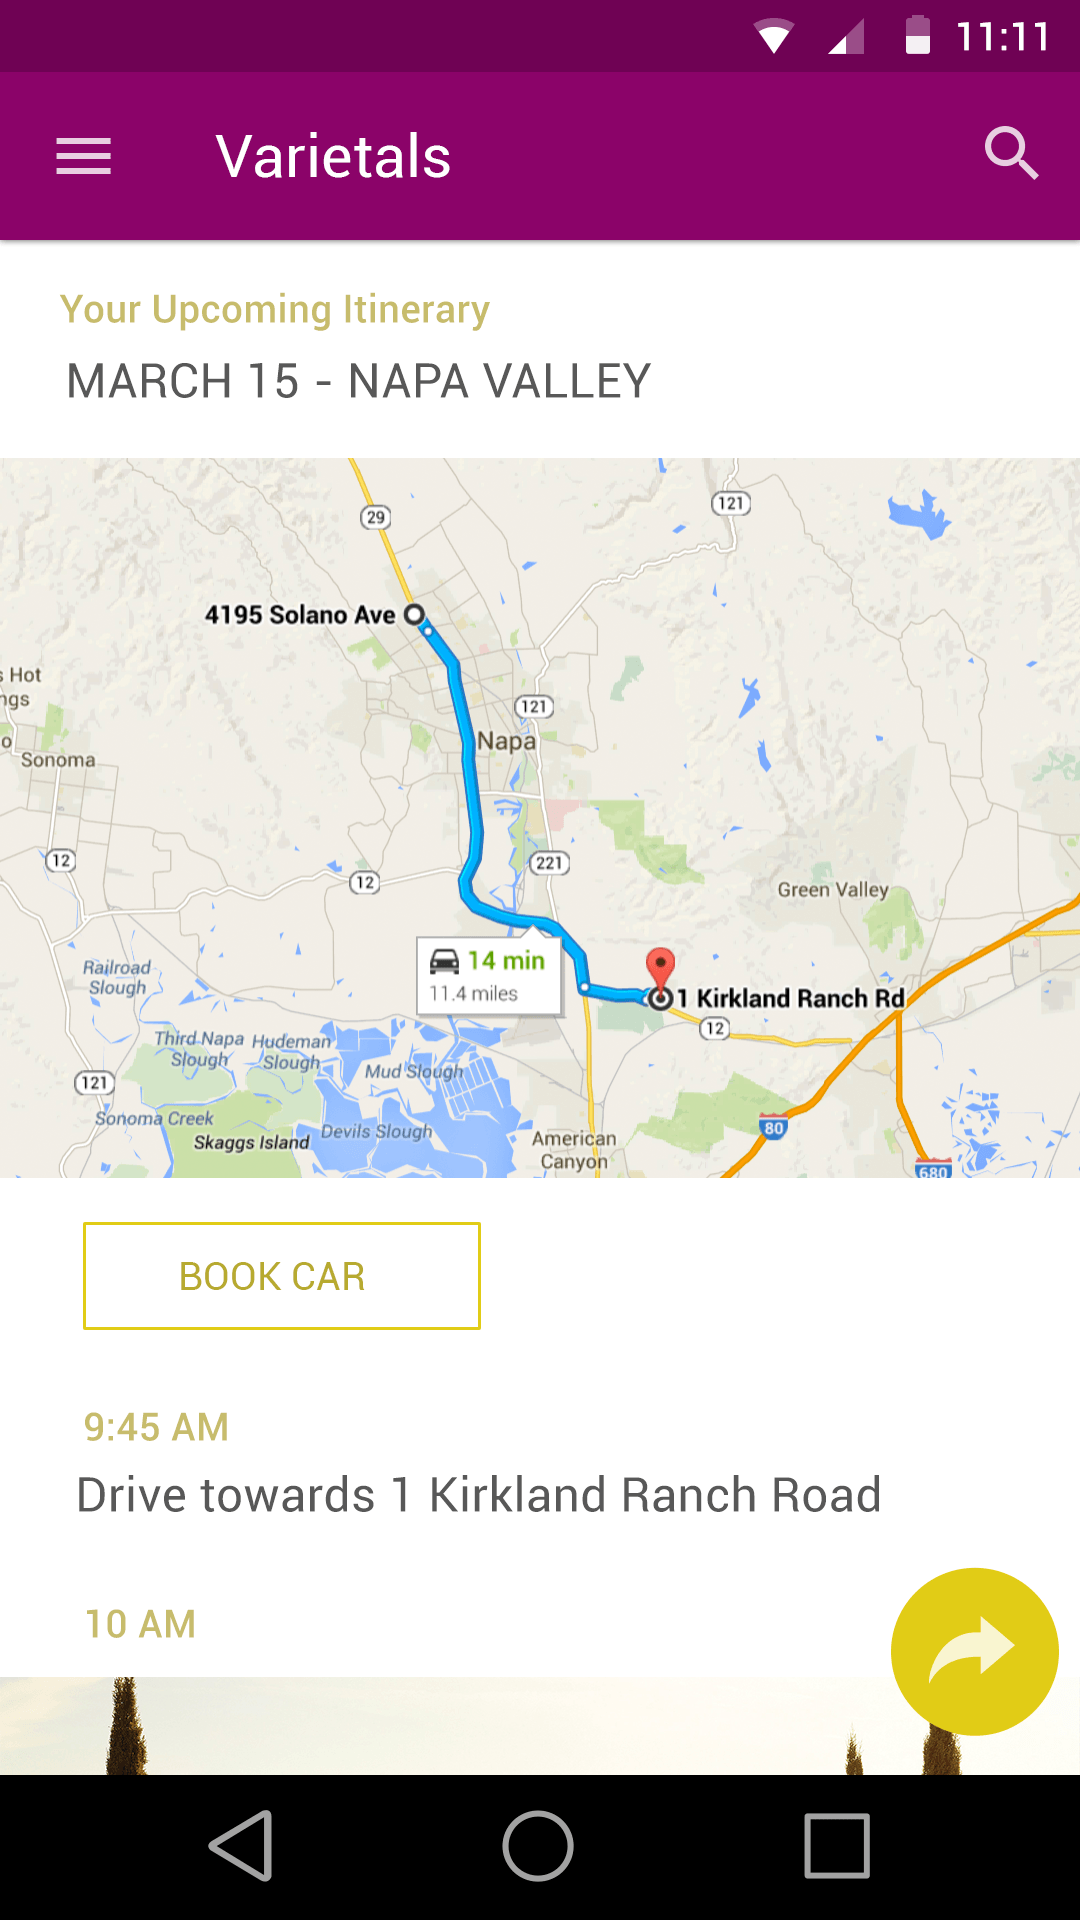 11:11
Varietals
Your Upcoming Itinerary
MARCH 15 - NAPA VALLEY
121
29
4195 Solano Ave
s Hot
ngs
121
o
Napa
Sonoma
12
221
12
Green Valley
14 min
11.4 miles
Railroad
Slough
1 Kirkland Ranch Rd
12
Third Napa
Slough
Hudeman
Slough
Mud Slough
121
Sonoma Creek
Skaggs Island
Devils Slough
American
Canyon
80
680
BOOK CAR
9:45 AM
Drive towards 1 Kirkland Ranch Road
10 AM